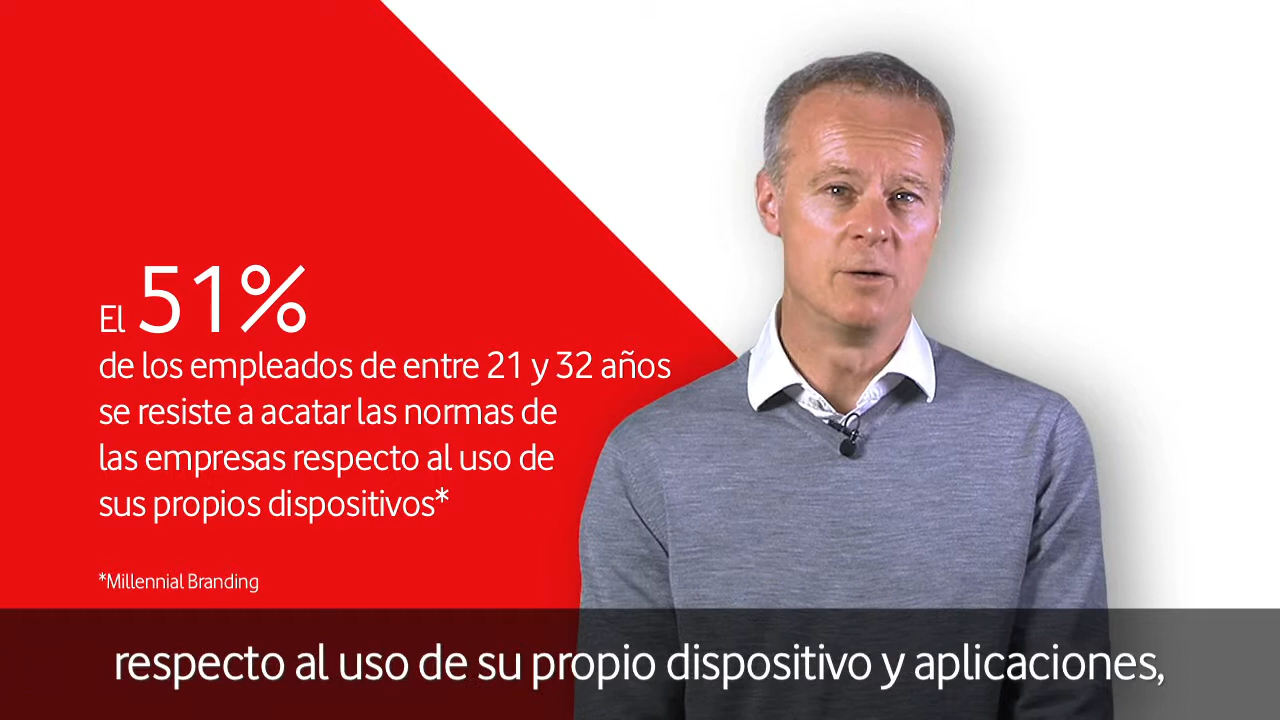 El 51%
de los empleados de entre 21 y 32 años
se resiste a acatar las normas de
las empresas respecto al uso de
sus propios dispositivos*
*Millennial Branding
respecto al uso de su propio dispositivo y aplicaciones,